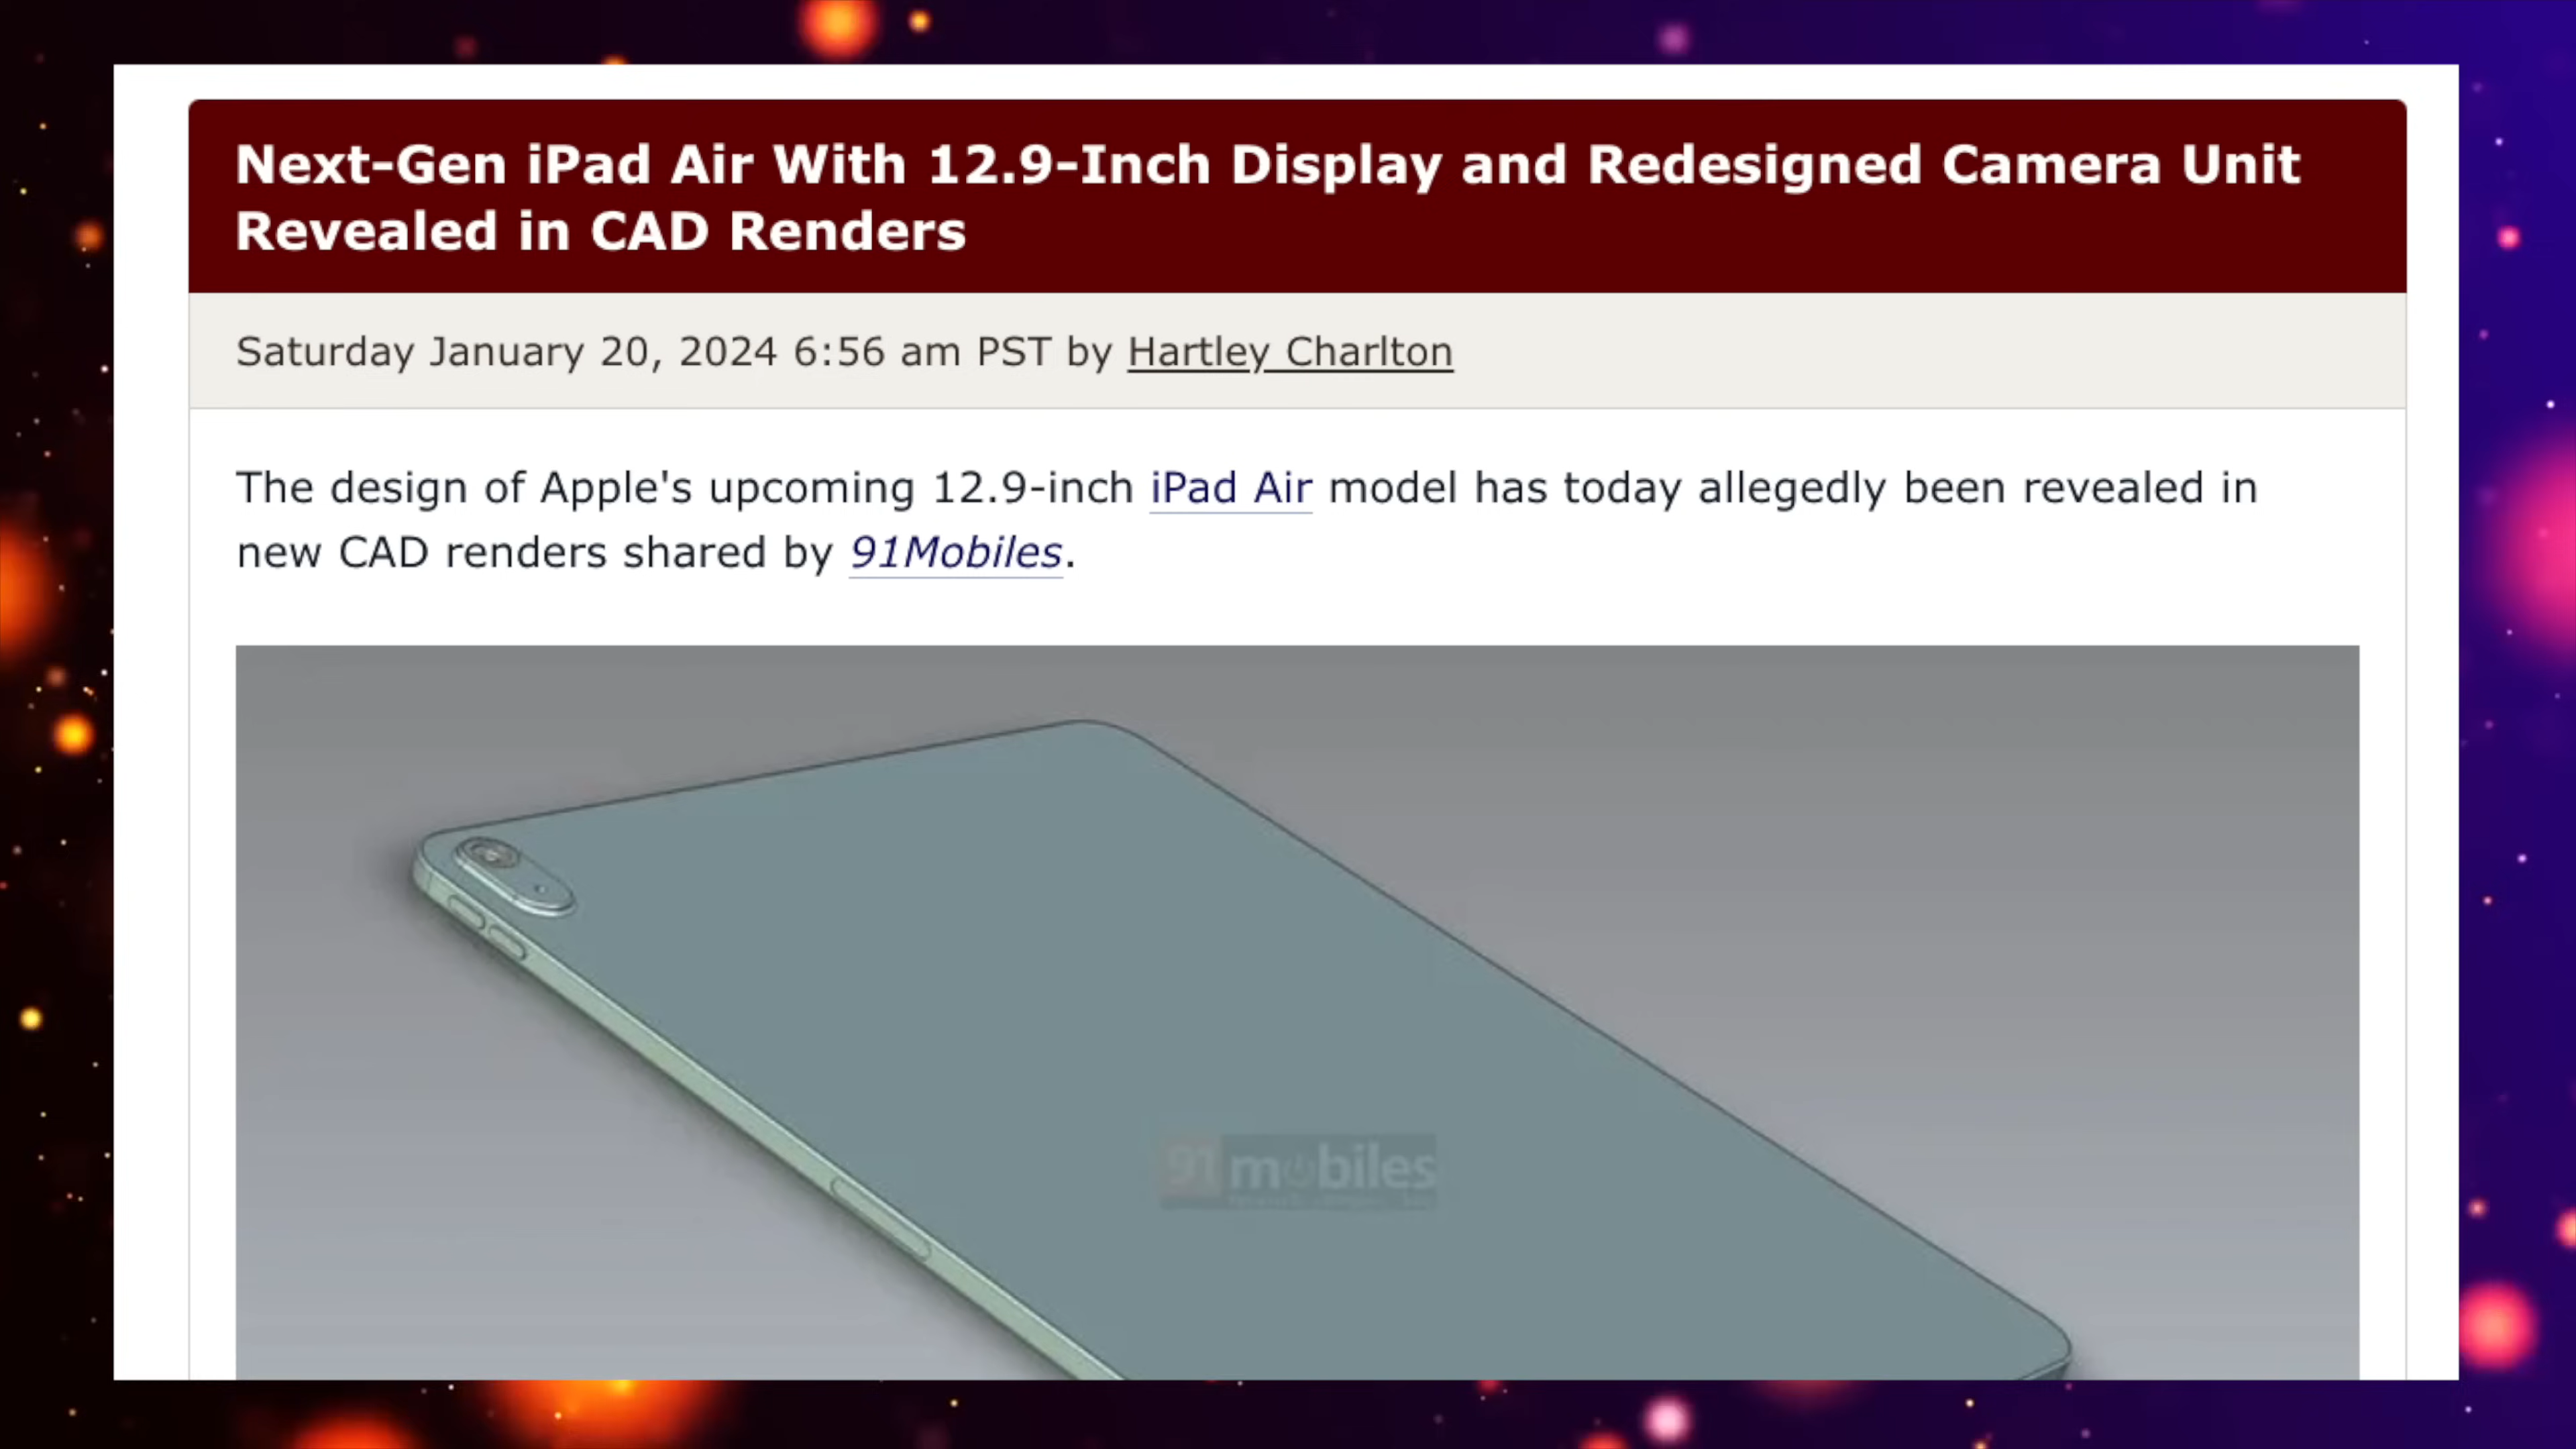 Next-Gen iPad Air With 12.9-Inch Display and Redesigned Camera Unit
Revealed in CAD Renders
Saturday January 20, 2024 6:56 am PST by Hartley Charlton
The design of Apple's upcoming 12.9-inch iPad Air model has today allegedly been revealed in
new CAD renders shared by 91Mobiles.
91mobiles